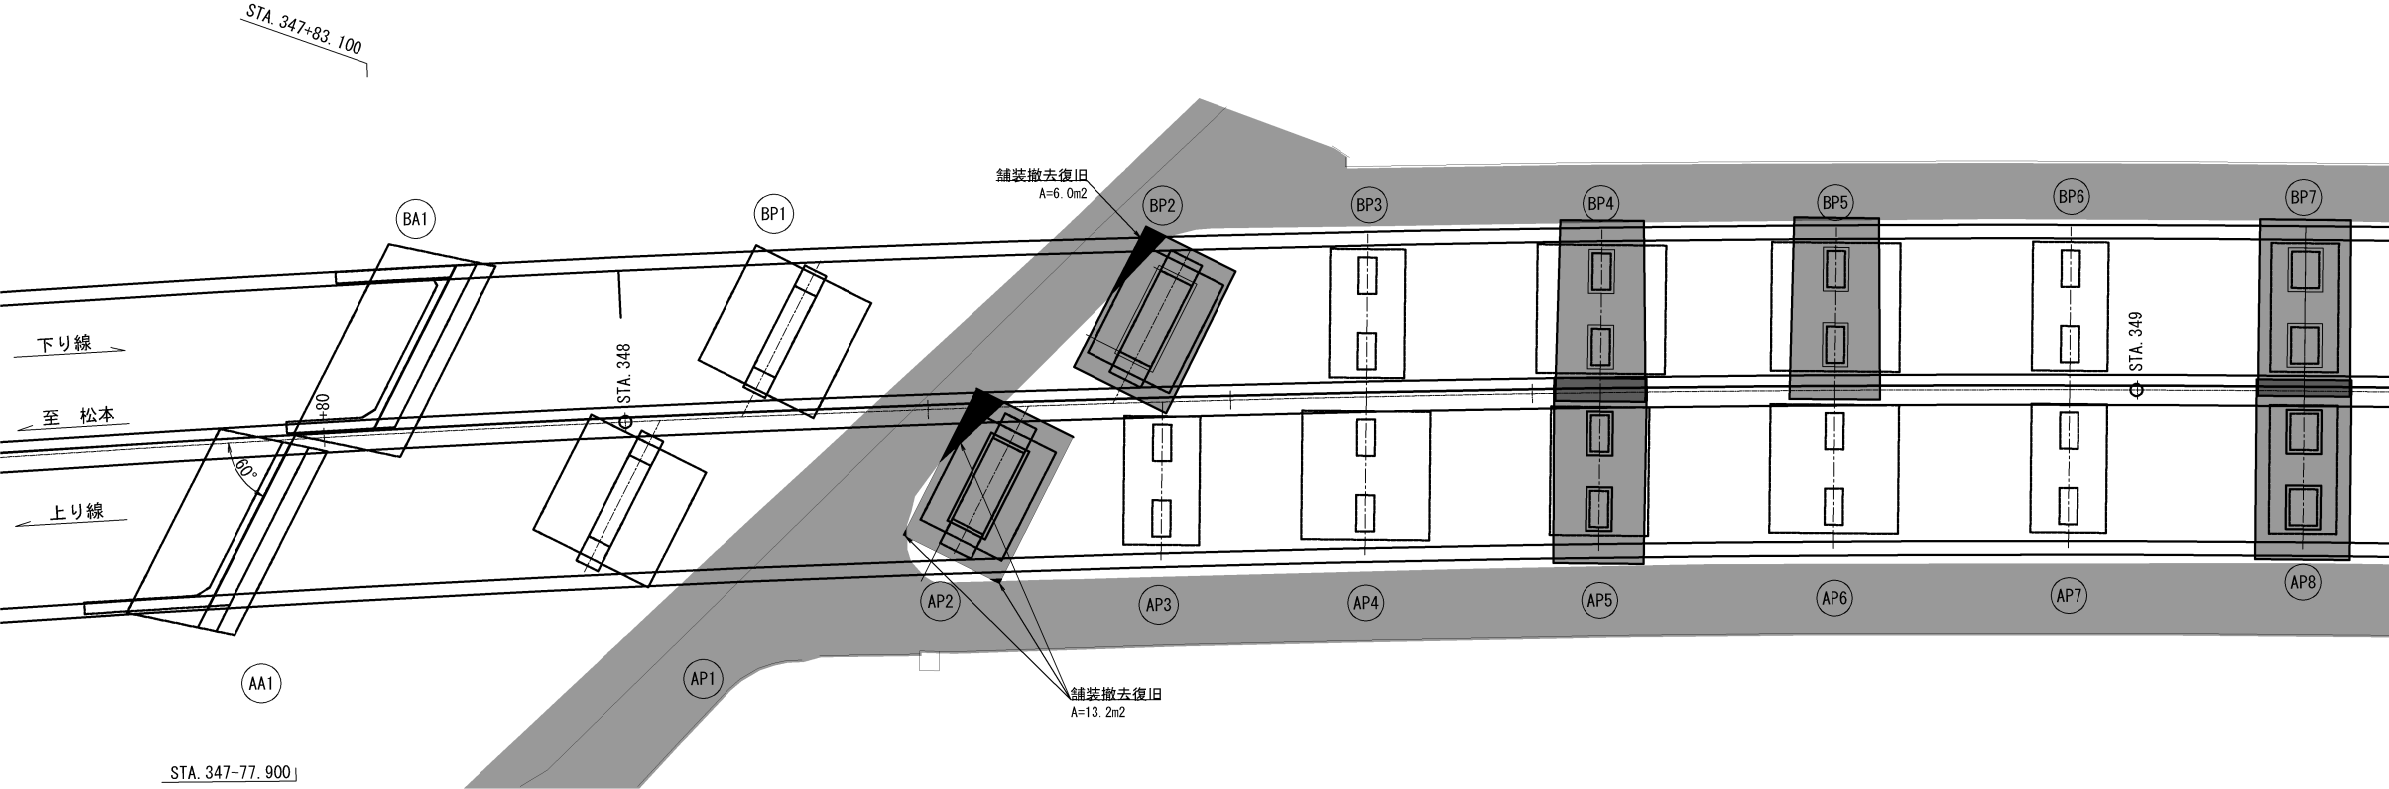 STA.347+83.100
舗装撤去復旧
A=6.0m2
BA1
BP1
BP2
BP3
BP4
BP5
BP6
BP7
下り線
至 松本
上り線
60°
+80
STA.348
STA.349
AA1
AP1
AP2
AP3
AP4
AP5
AP6
AP7
AP8
舗装撤去復旧
A=13.2m2
STA.347-77.900